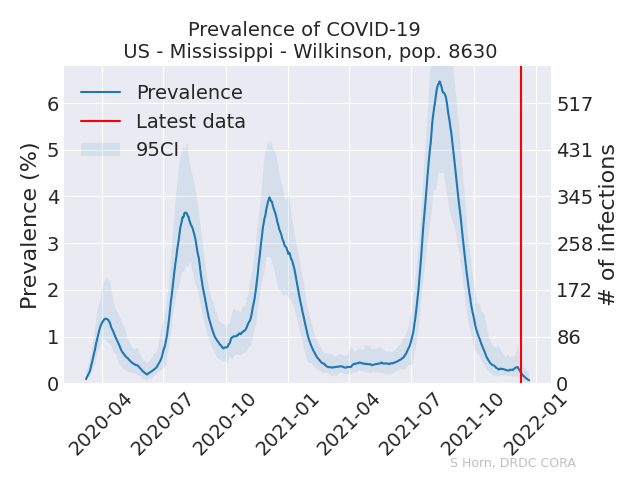 Prevalence of COVID-19
US - Mississippi - Wilkinson, pop. 8630
Prevalence
Latest data
95CI
Prevalence (%)
6
5
4
3
2
1
0
517
431
345
258
172
86
0
# of infections
2020-04
2020-07
2020-10
2021-01
2021-04
2021-07
2021-10
2022-01
S Horn, DRDC CORA